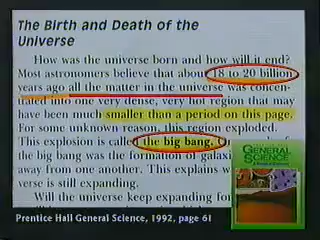 The Birth and Death of the
Universe
How was the universe born and how will it end?
Most astronomers believe that about 18 to 20 billion
years ago all the matter in the universe was concen-
trated into one very dense, very hot region that may
have been much smaller than a period on this page.
For some unknown reason, this region exploded.
This explosion is called the big bang.
the big bang was the formation of galaxi
away from one another. This explains w
verse is still expanding.
Will the universe keep expanding fo
GENERAL
SCIENCE
Prentice Hall General Science, 1992, page 61